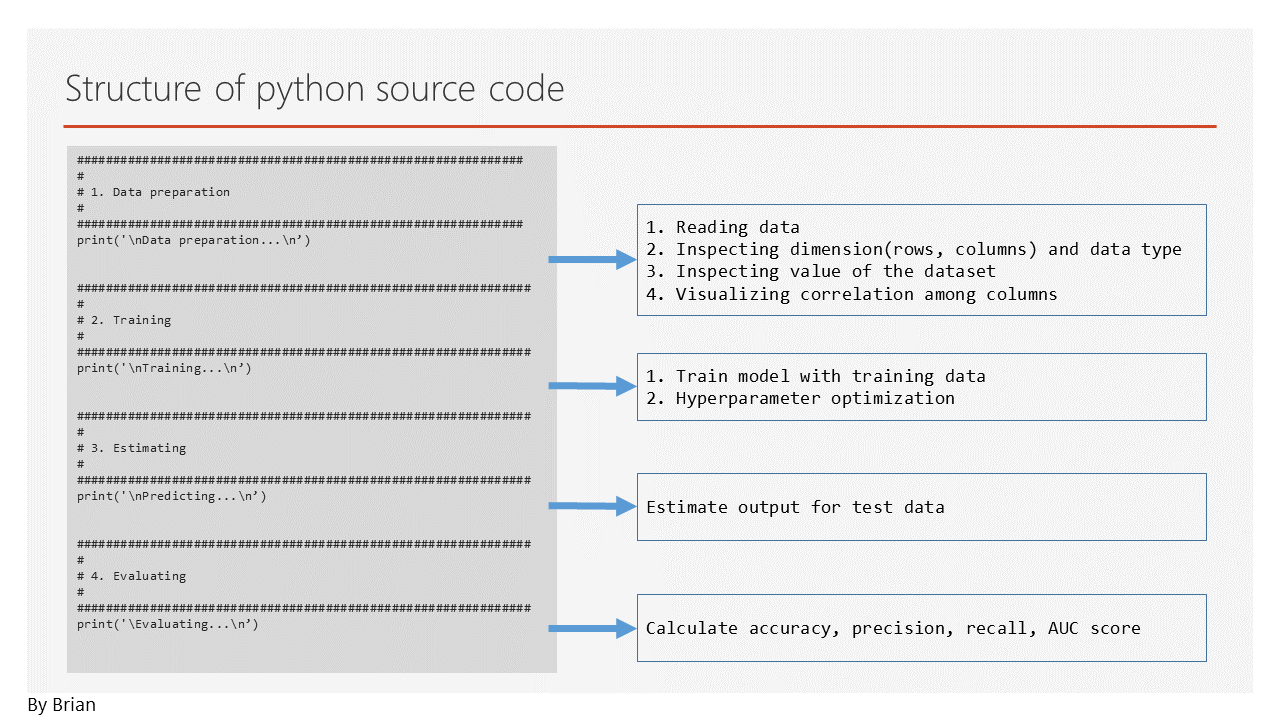 Structure of python source code
#############################################################
#
# 1. Data preparation
#
#############################################################
print('\nData preparation...\n’)
##############################################################
#
# 2. Training
#
##############################################################
print('\nTraining...\n’)
##############################################################
#
# 3. Estimating
#
##############################################################
print('\nPredicting...\n’)
##############################################################
#
# 4. Evaluating
#
##############################################################
print('\Evaluating...\n’)
1. Reading data
2. Inspecting dimension(rows, columns) and data type
3. Inspecting value of the dataset
4. Visualizing correlation among columns
1. Train model with training data
2. Hyperparameter optimization
Estimate output for test data
Calculate accuracy, precision, recall, AUC score
By Brian